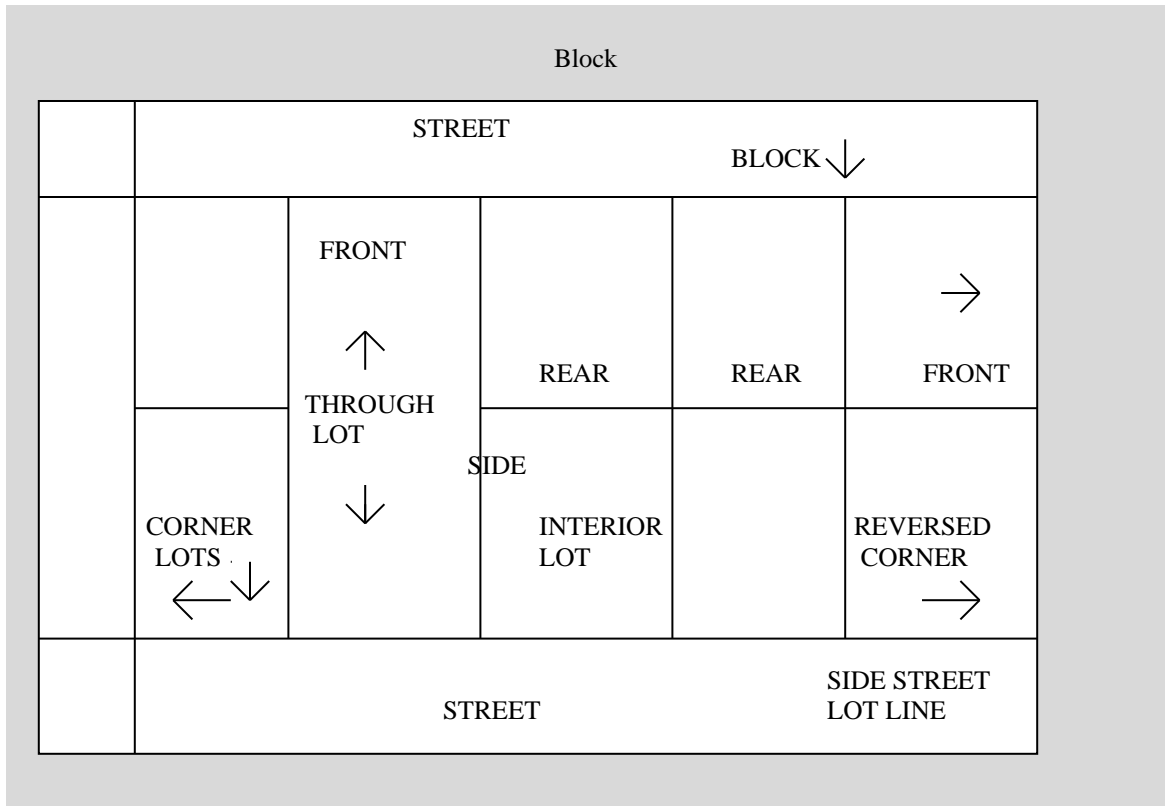 Block
STREET
BLOCK
FRONT
REAR
REAR
FRONT
THROUGH
LOT
SIDE
CORNER
LOTS
INTERIOR
LOT
REVERSED
CORNER
SIDE STREET
LOT LINE
STREET